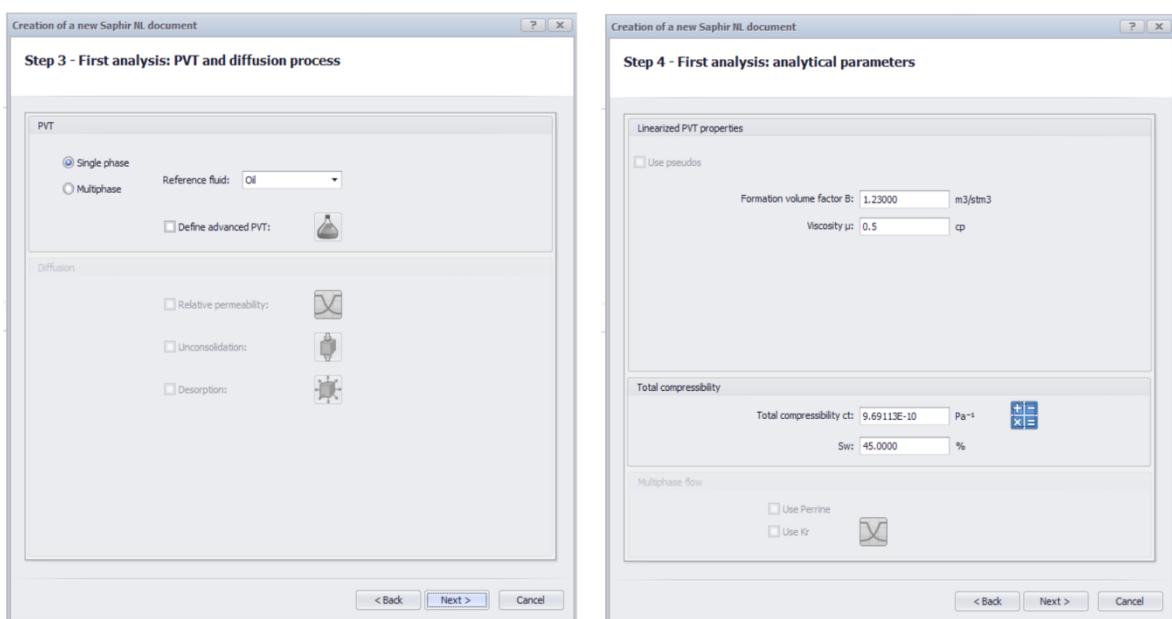 Creation of a new Saphir NL document
? X
Step 3 - First analysis: PVT and diffusion process
PVT
Single phase
Multiphase
Reference fluid: Oil
Define advanced PVT:
Diffusion
Relative permeability:
Unconsolidation:
Desorption:
< Back Next > Cancel
Creation of a new Saphir NL document
? X
Step 4 - First analysis: analytical parameters
Linearized PVT properties
Use pseudos
Formation volume factor B: 1.23000 m3/stm3
Viscosity μ: 0.5 cp
Total compressibility
Total compressibility ct: 9.69113E-10 Pa⁻¹
Sw: 45.0000 %
Multiphase flow
Use Perrine
Use Kr
< Back Next > Cancel